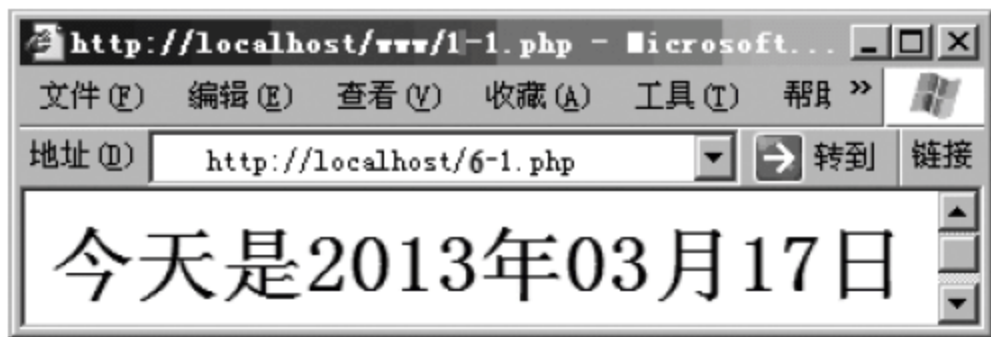 http://localhost/www/1-1.php - Microsoft...
文件(F) 编辑(E) 查看(V) 收藏(A) 工具(T) 帮助 »
地址(D) http://localhost/6-1.php 转到 链接
今天是2013年03月17日